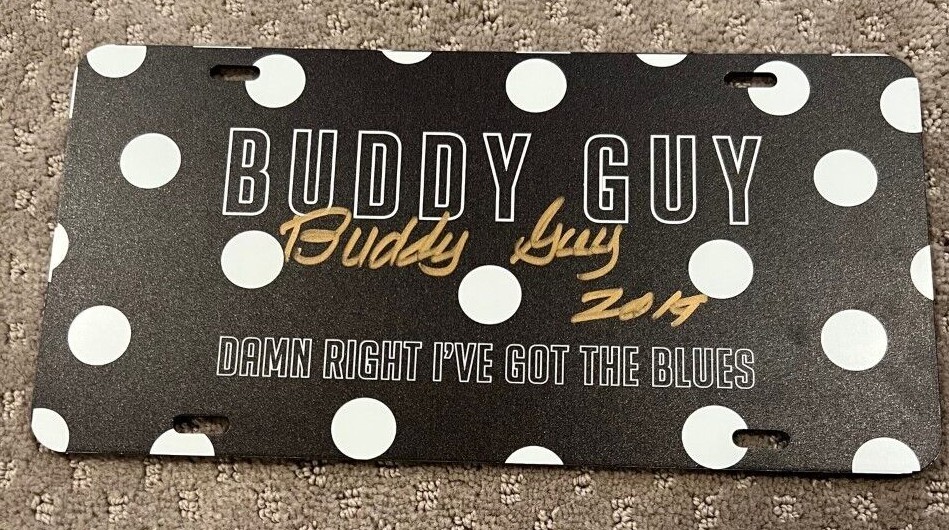 BUDDY GUY
Buddy Guy
2019
DAMN RIGHT I'VE GOT THE BLUES